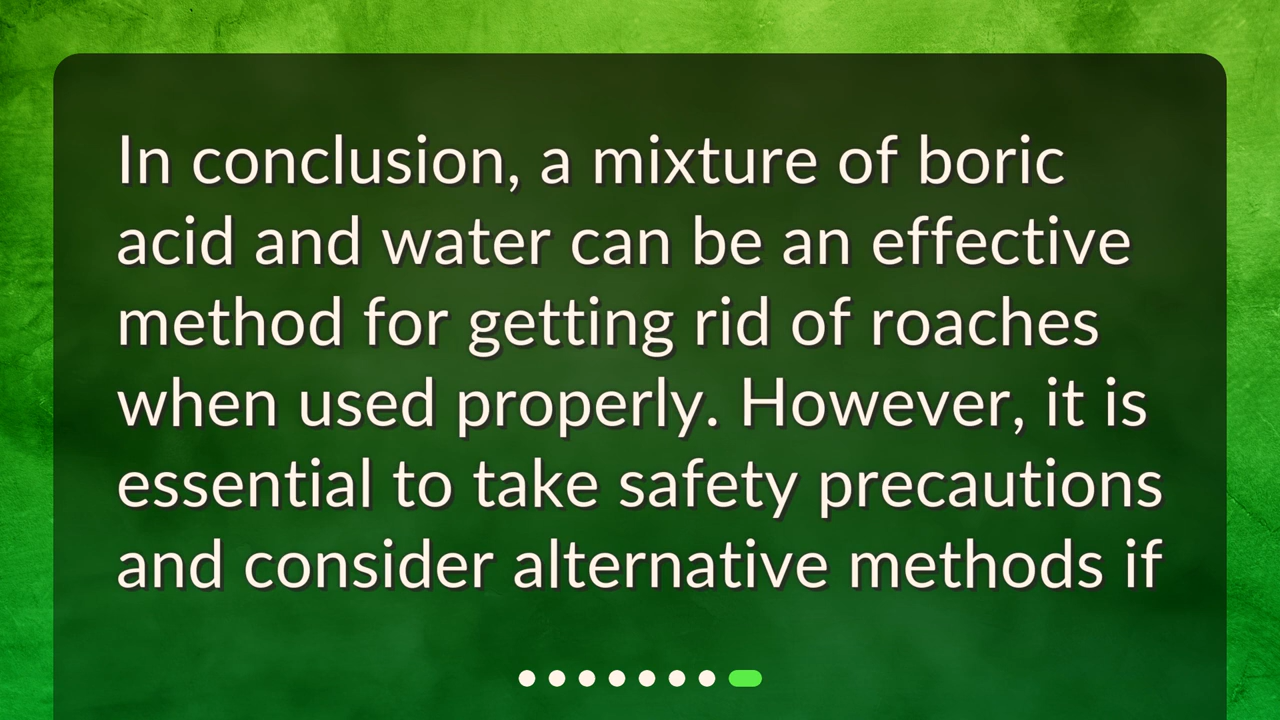 In conclusion, a mixture of boric
acid and water can be an effective
method for getting rid of roaches
when used properly. However, it is
essential to take safety precautions
and consider alternative methods if